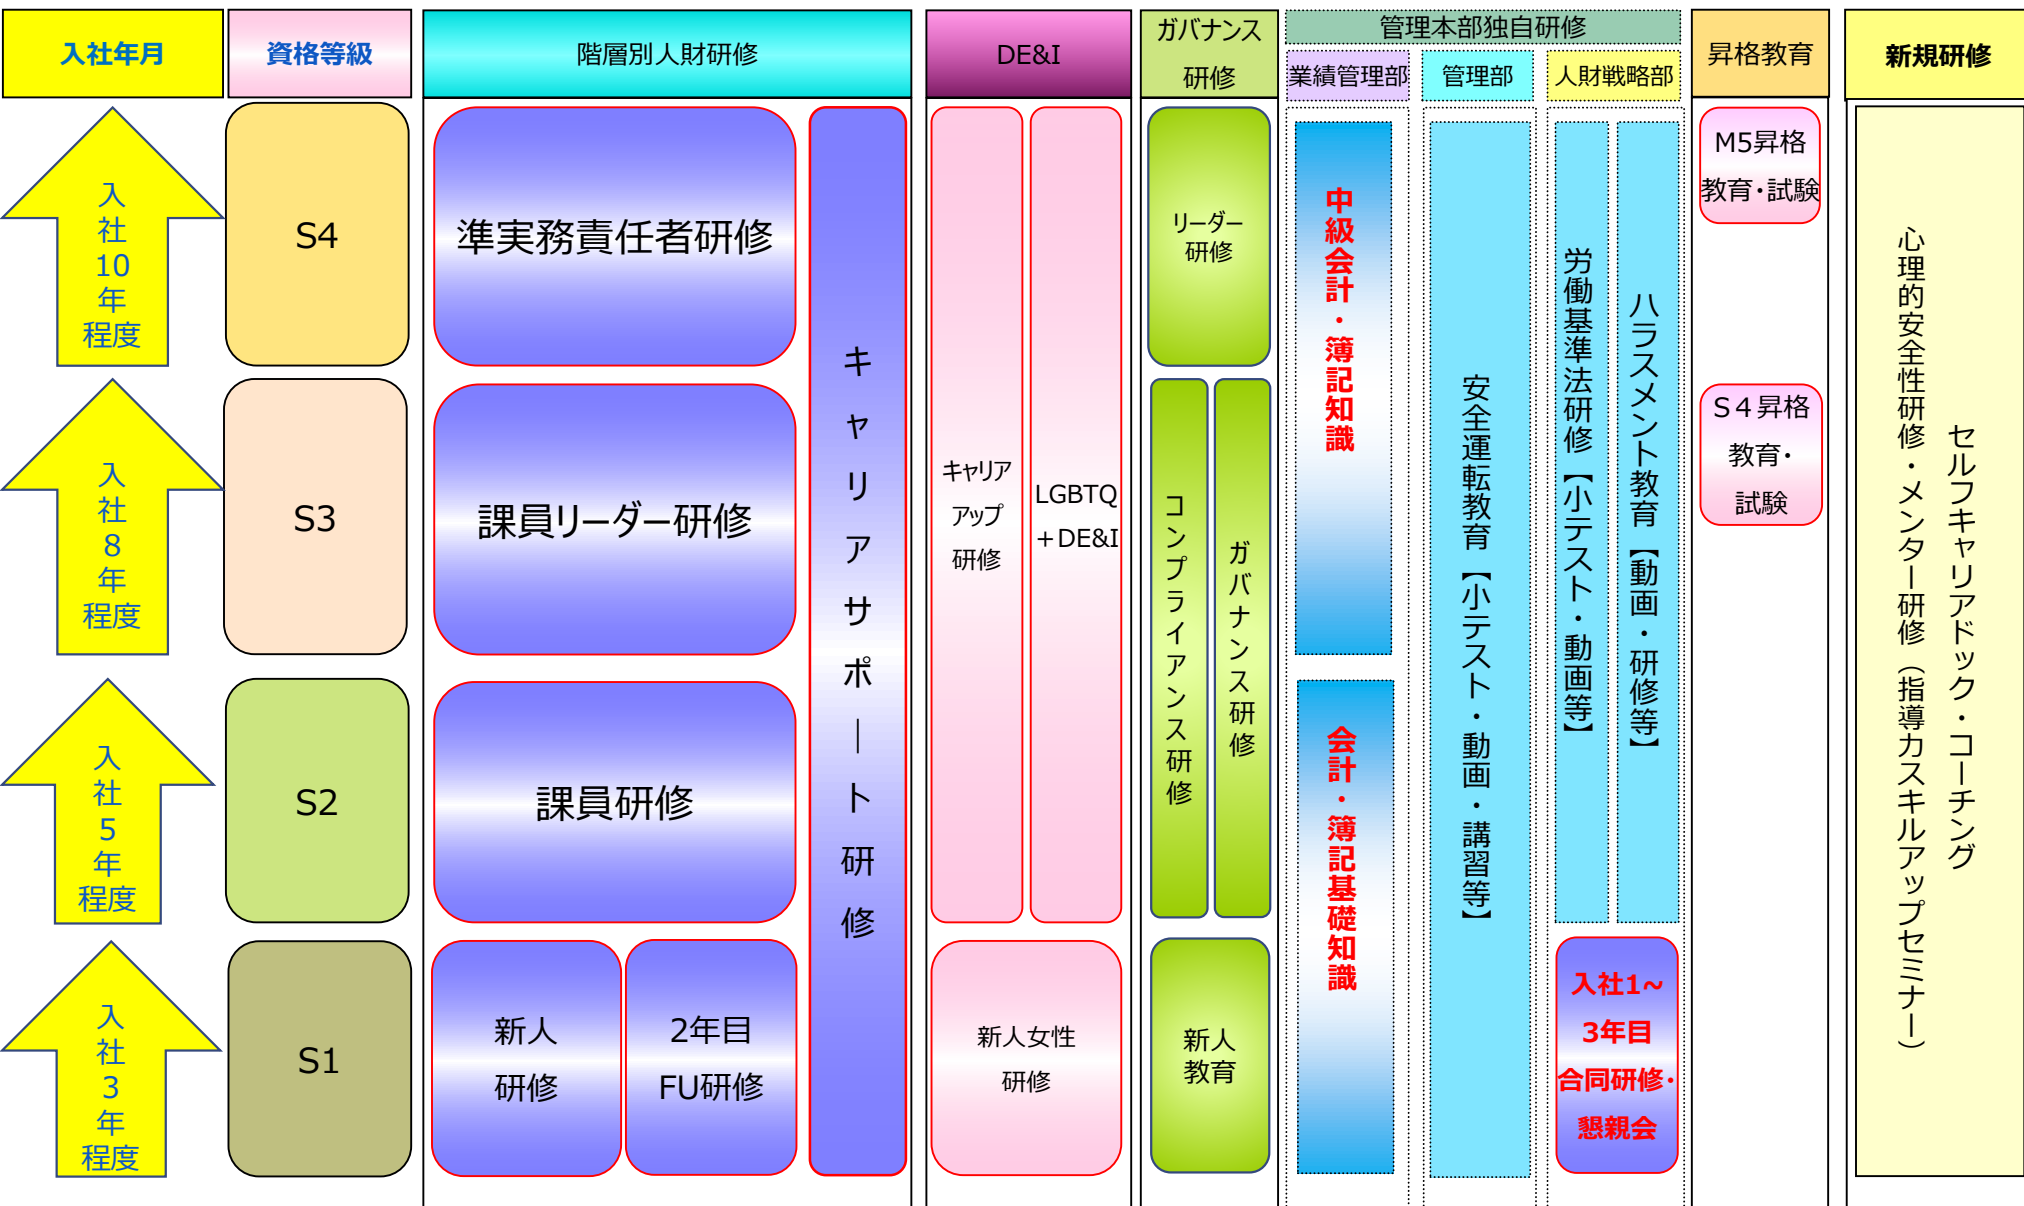 入社年月
資格等級
階層別人財研修
DE&I
ガバナンス
研修
管理本部独自研修
業績管理部
管理部
人財戦略部
昇格教育
新規研修
入
社
10
年
程度
S4
準実務責任者研修
キャリアサポート研修
キャリア
アップ
研修
LGBTQ
+DE&I
リーダー
研修
中級会計・簿記知識
安全運転教育【小テスト・動画・講習等】
労働基準法研修【小テスト・動画等】
ハラスメント教育【動画・研修等】
M5昇格
教育・試験
セルフキャリアドック・コーチング
心理的安全性研修・メンター研修（指導力スキルアップセミナー）
入
社
8
年
程度
S3
課員リーダー研修
コンプライアンス研修
ガバナンス研修
S4昇格
教育・
試験
入
社
5
年
程度
S2
課員研修
会計・簿記基礎知識
入
社
3
年
程度
S1
新人
研修
2年目
FU研修
新人女性
研修
新人
教育
入社1~
3年目
合同研修・
懇親会